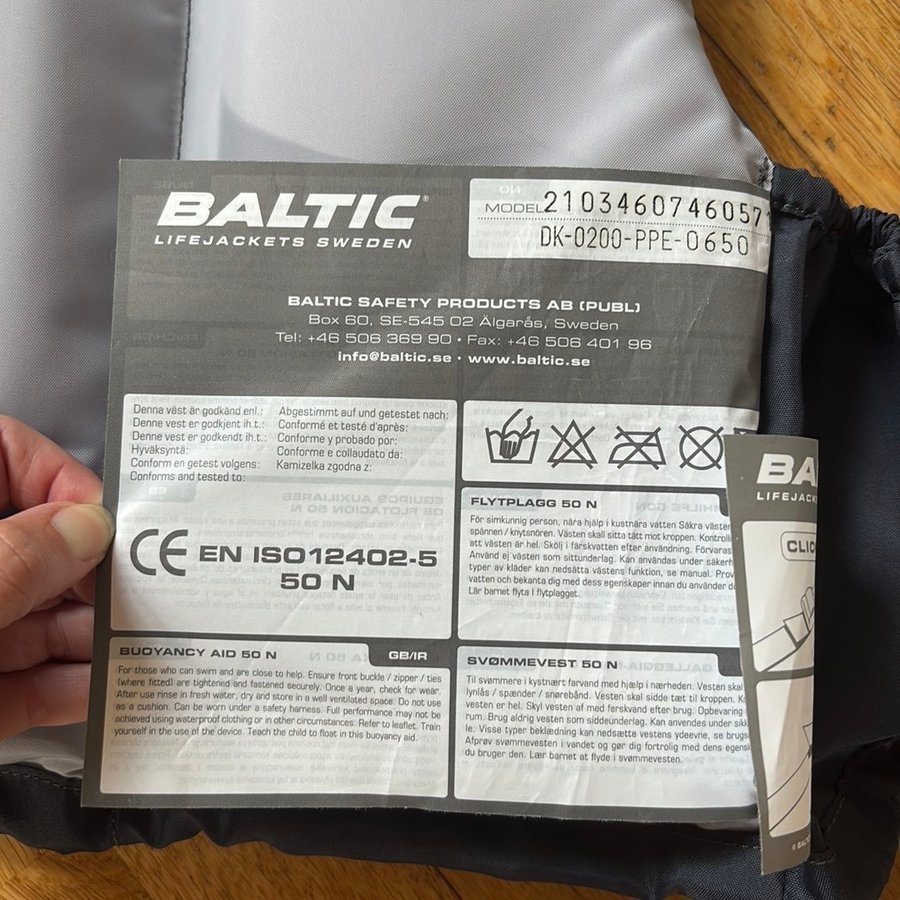 BALTIC®
LIFEJACKETS SWEDEN
NO
MODEL 2103460746057
DK-0200-PPE-0650
BALTIC SAFETY PRODUCTS AB (PUBL)
Box 60, SE-545 02 Älgarås, Sweden
Tel: +46 506 369 90 • Fax: +46 506 401 96
info@baltic.se • www.baltic.se
Denna väst är godkänd enl.:
Denne vest er godkjent ih.t.:
Denne vest er godkendt ih.t.:
Hyväksyntä:
Conform en getest volgens:
Conforms and tested to:
Abgestimmt auf und getestet nach:
Conformé et testé d'après:
Conforme y probado por:
Conforme e collaudato da:
Kamizelka zgodna z:
CE EN ISO12402-5
50 N
FLYTPLAGG 50 N
För simkunnig person, nära hjälp i kustnära vatten Säkra väster
spännen / knytsnören. Västen skall sitta tätt mot kroppen. Kontroll
att västen är hel. Skölj i färskvatten efter användning. Förvaras
Använd ej västen som sittunderlag. Kan användas under säkerh
typer av kläder kan nedsätta västens funktion, se manual. Prov
vatten och bekanta dig med dess egenskaper innan du använder de
Lär barnet flyta i flytplagget.
BUOYANCY AID 50 N
GB/IR
For those who can swim and are close to help. Ensure front buckle / zipper / ties
(where fitted) are tightened and fastened securely. Once a year, check for wear.
After use rinse in fresh water, dry and store in a well ventilated space. Do not use
as a cushion. Can be worn under a safety harness. Full performance may not be
achieved using waterproof clothing or in other circumstances. Refer to leaflet. Train
yourself in the use of the device. Teach the child to float in this buoyancy aid.
SVØMMEVEST 50 N
Til svømmere i kystnært farvand med hjælp i nærheden. Vesten skal
lynlås / spænder / snørebånd. Vesten skal sidde tæt til kroppen. Ko
vesten er hel. Skyl vesten af med ferskvand efter brug. Opbevaring
rum. Brug aldrig vesten som siddeunderlag. Kan anvendes under sikk
le. Visse typer beklædning kan nedsætte vestens ydeevne, se brugs
Afprøv svømmevesten i vandet og gør dig fortrolig med dens egensk
du bruger den. Lær barnet at flyde i svømmevesten.
BA
LIFEJACK
CLIC
© BALTIC